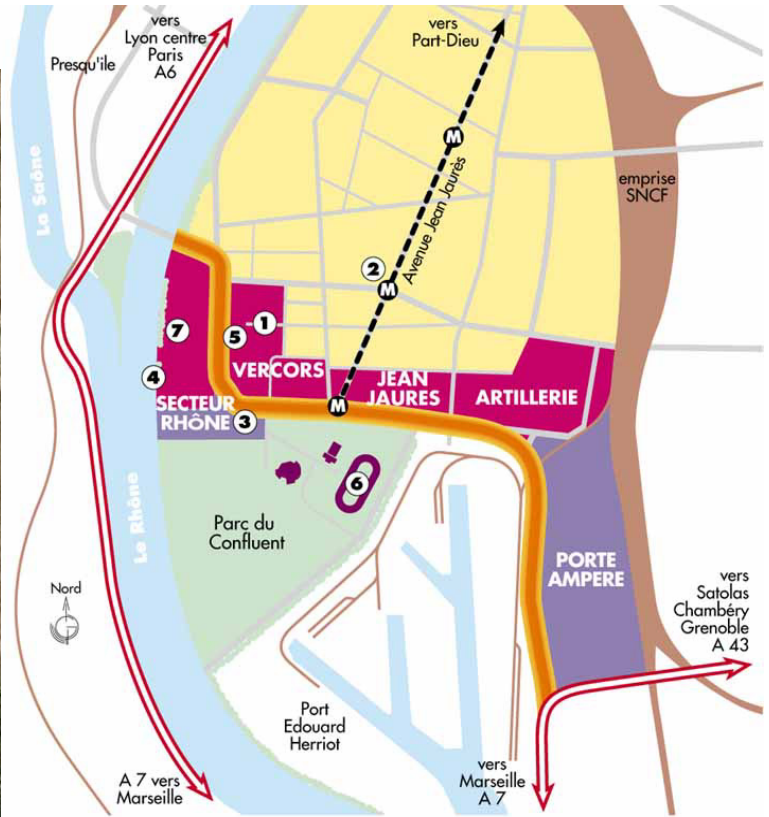 vers
Lyon centre
Paris
A6
vers
Part-Dieu
Presqu'ile
La Saône
M
Avenue Jean Jaurès
emprise
SNCF
2
M
7
5
1
4
VERCORS
JEAN
JAURES
ARTILLERIE
SECTEUR
RHÔNE
3
M
6
Le Rhône
Parc du
Confluent
PORTE
AMPERE
Nord
vers
Satolas
Chambéry
Grenoble
A 43
Port
Edouard
Herriot
A 7 vers
Marseille
vers
Marseille
A 7